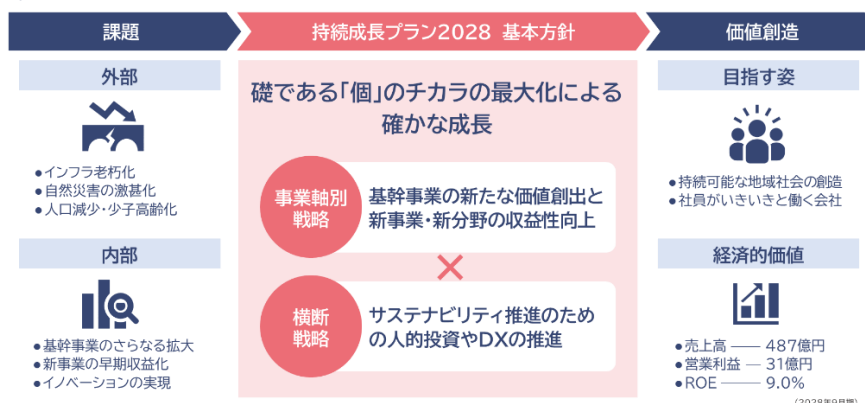 課題
外部
●インフラ老朽化
●自然災害の激甚化
●人口減少・少子高齢化
内部
●基幹事業のさらなる拡大
●新事業の早期収益化
●イノベーションの実現
持続成長プラン2028 基本方針
礎である「個」のチカラの最大化による
確かな成長
事業軸別
戦略
基幹事業の新たな価値創出と
新事業・新分野の収益性向上
×
横断
戦略
サステナビリティ推進のため
の人的投資やDXの推進
価値創造
目指す姿
●持続可能な地域社会の創造
●社員がいきいきと働く会社
経済的価値
●売上高 ── 487億円
●営業利益 ─ 31億円
●ROE ─── 9.0%
(2028年9月期)